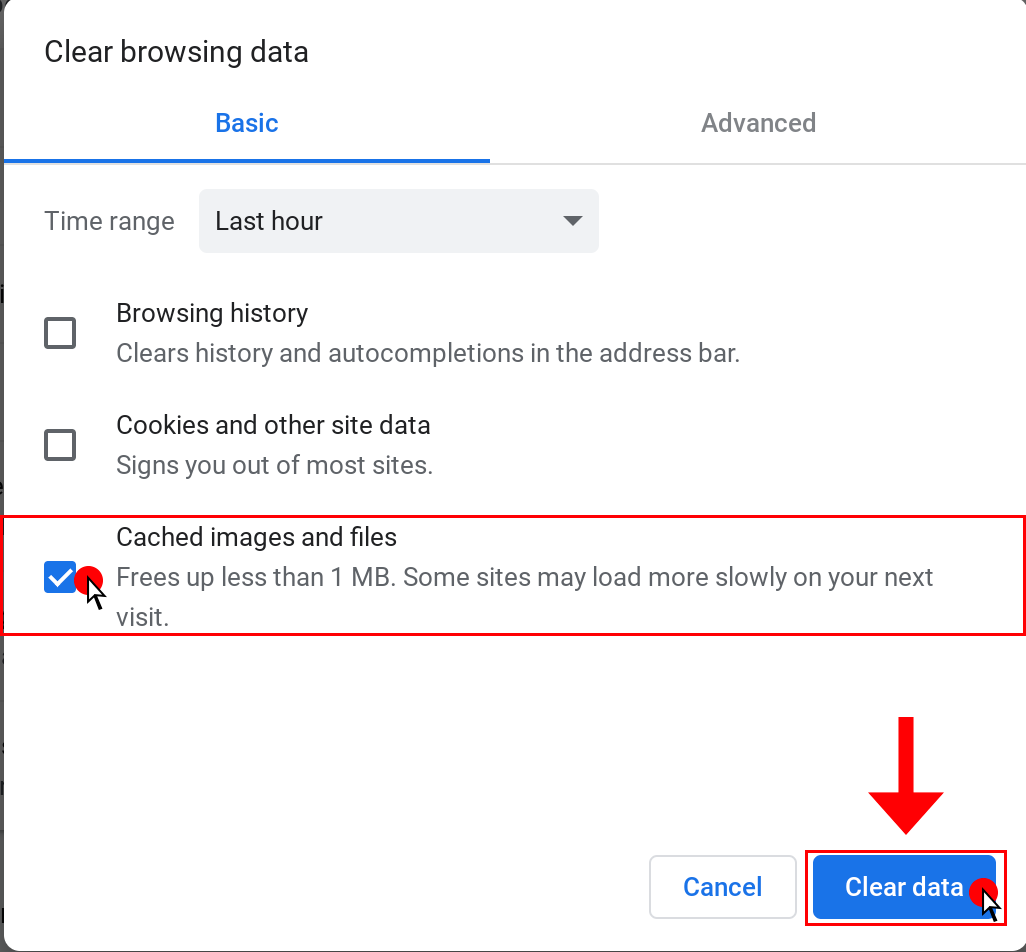 Clear browsing data
Basic
Advanced
Time range
Last hour
Browsing history
Clears history and autocompletions in the address bar.
Cookies and other site data
Signs you out of most sites.
Cached images and files
Frees up less than 1 MB. Some sites may load more slowly on your next
visit.
Cancel
Clear data